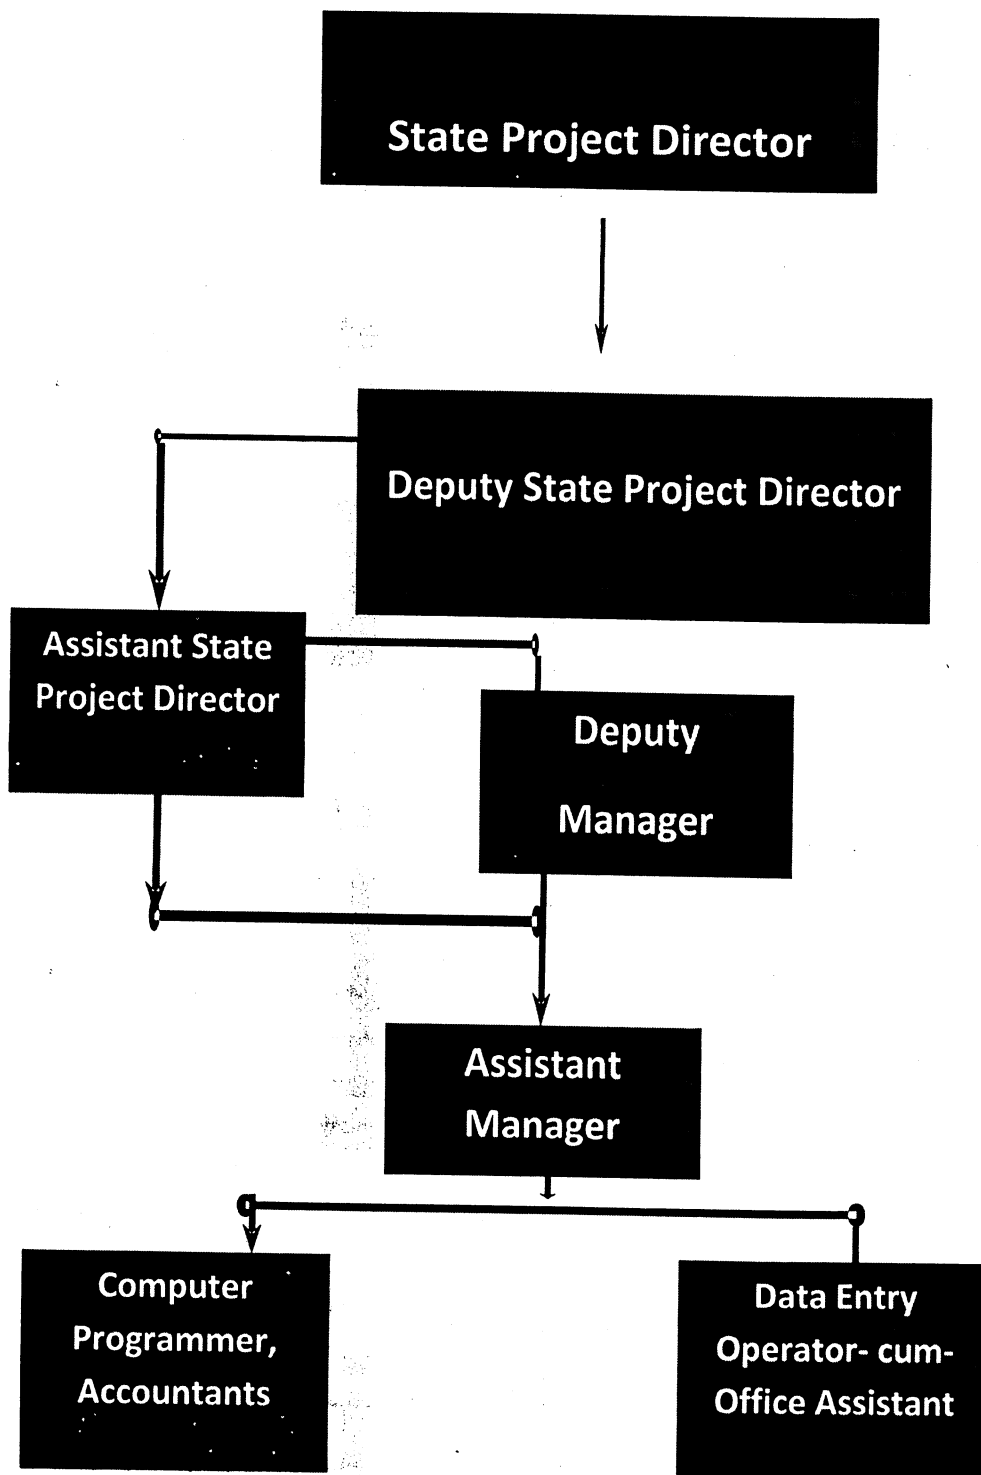 State Project Director
Deputy State Project Director
Assistant State
Project Director
Deputy
Manager
Assistant
Manager
Computer
Programmer,
Accountants
Data Entry
Operator- cum-
Office Assistant